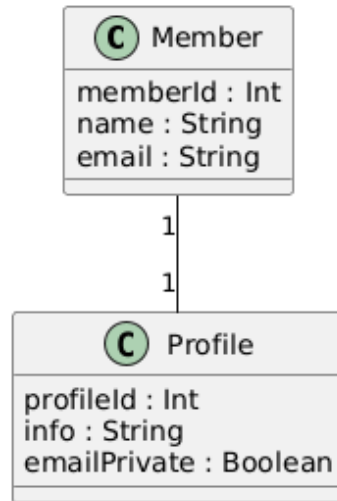 C Member
memberId : Int
name : String
email : String
1
1
C Profile
profileId : Int
info : String
emailPrivate : Boolean